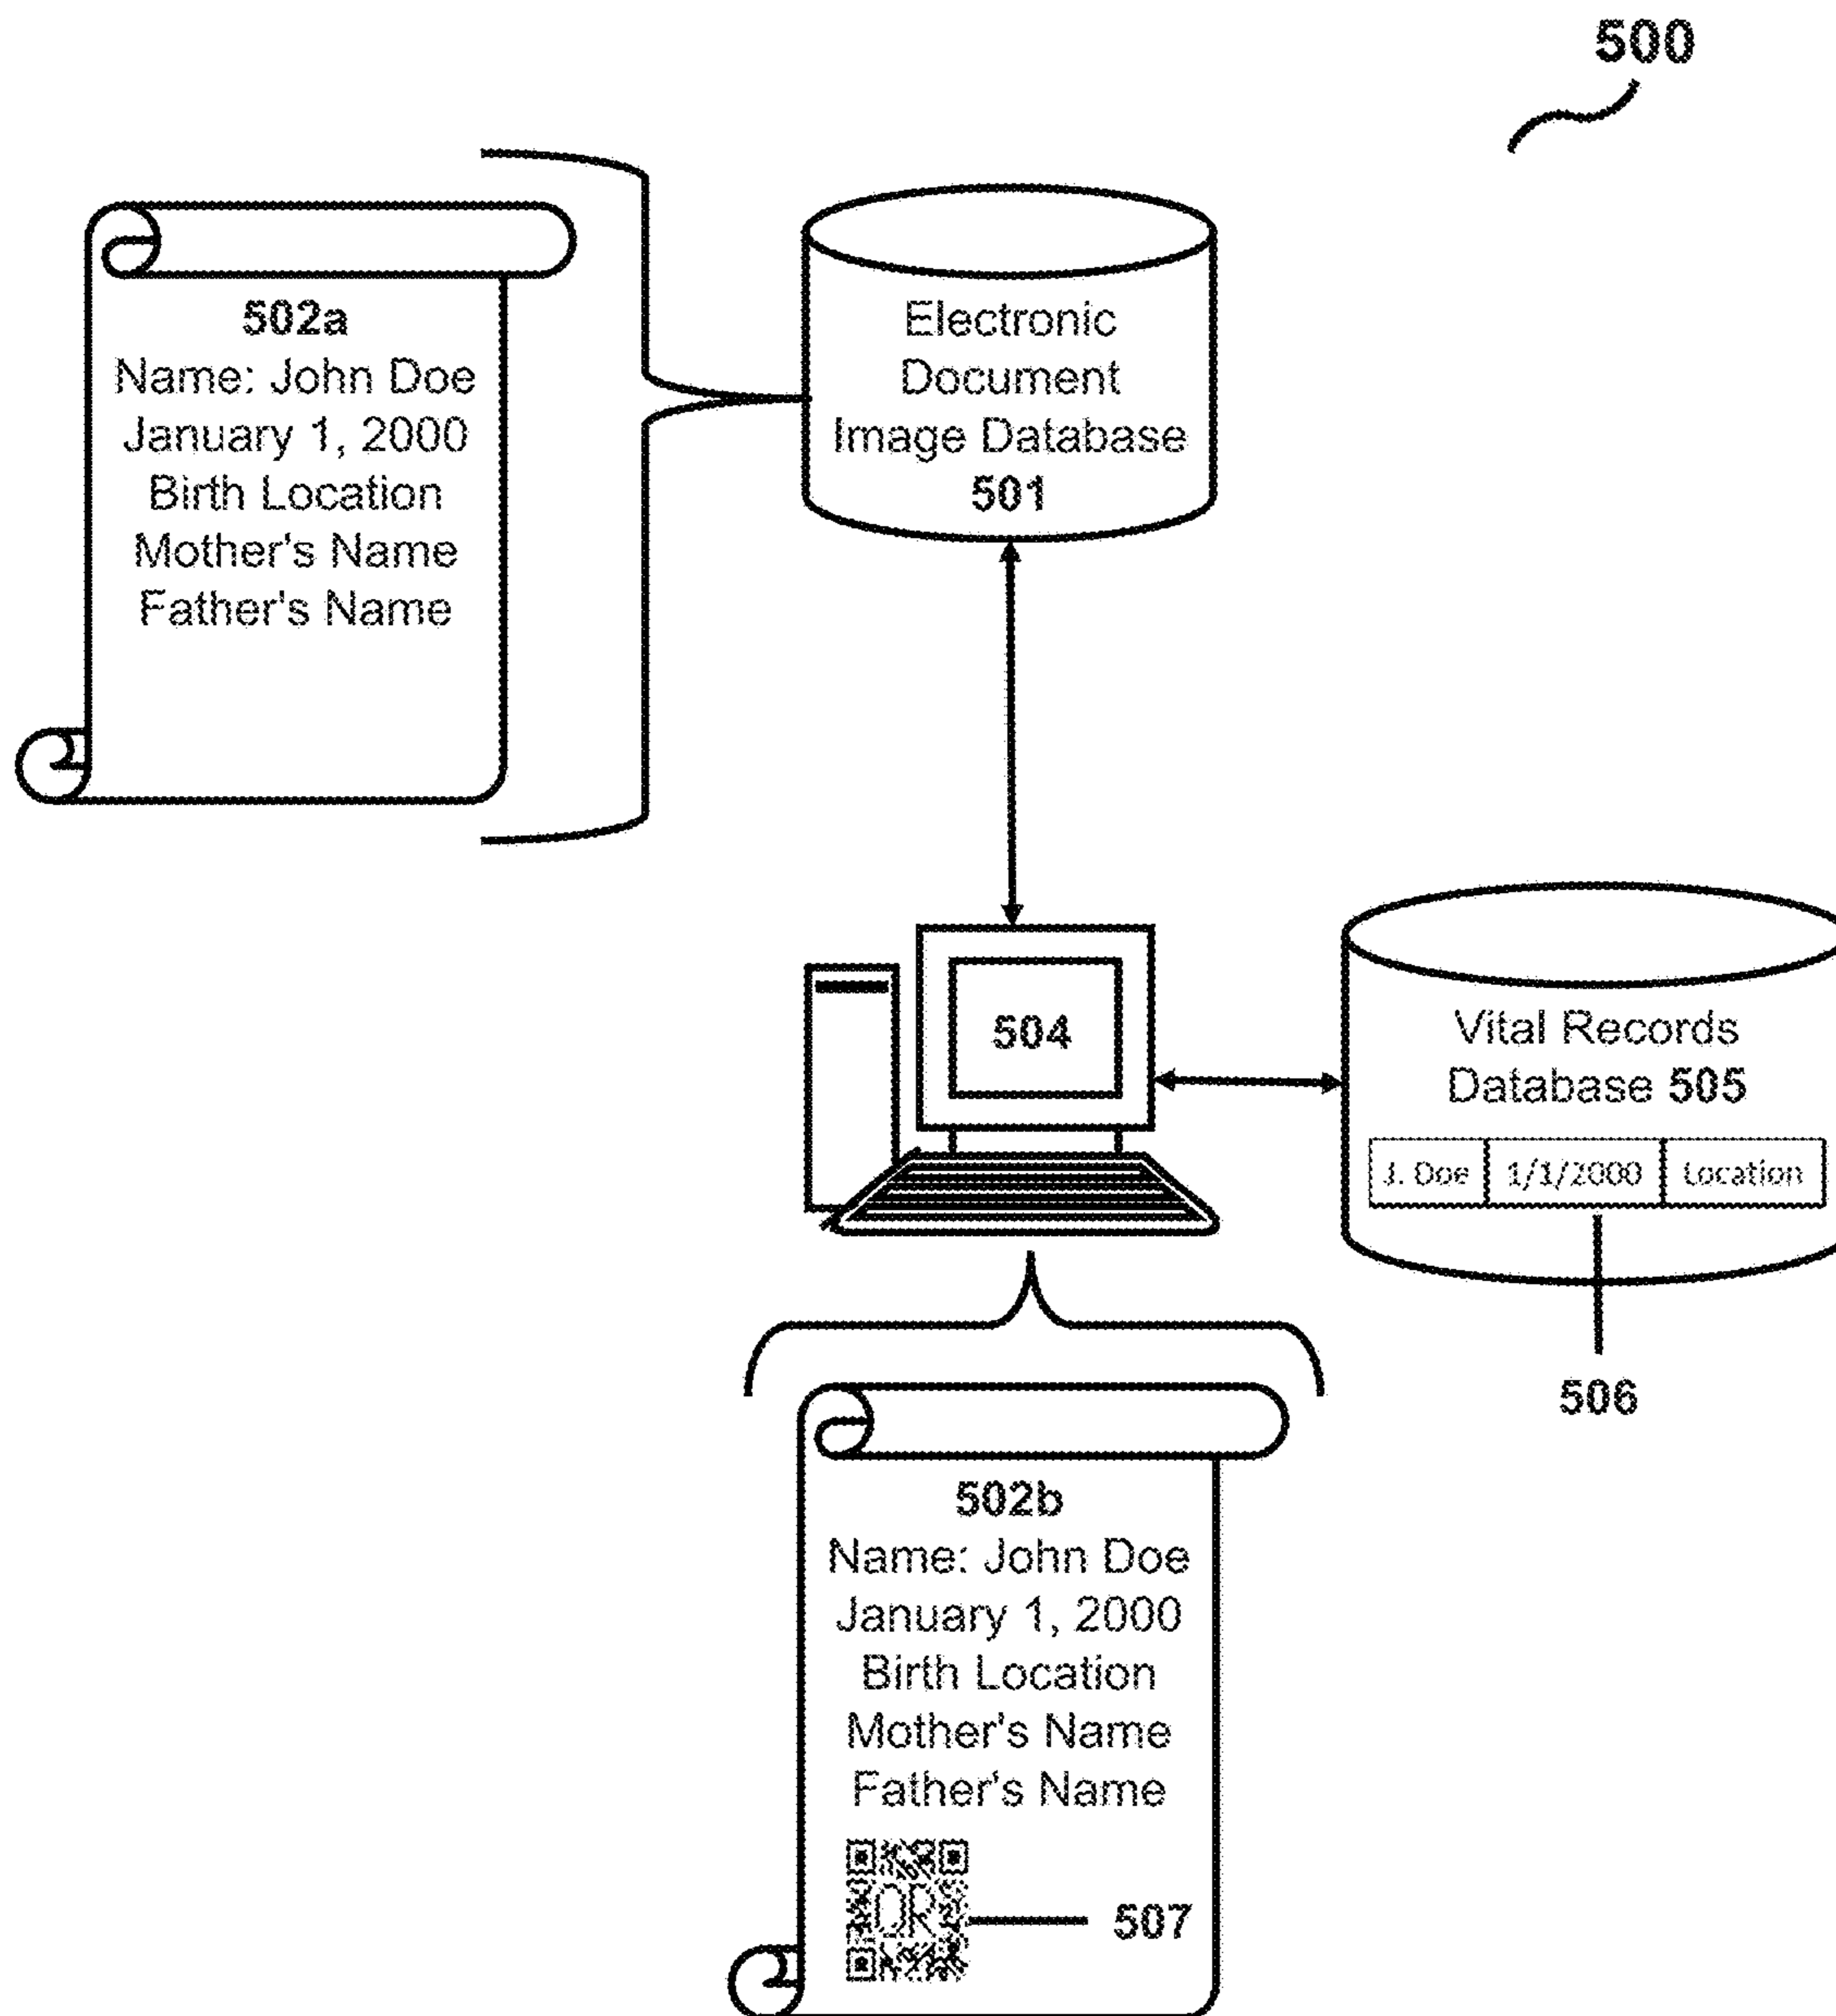 500
502a
Name: John Doe
January 1, 2000
Birth Location
Mother's Name
Father's Name
Electronic
Document
Image Database
501
504
Vital Records
Database 505
J. Doe 1/1/2000 Location
506
502b
Name: John Doe
January 1, 2000
Birth Location
Mother's Name
Father's Name
QR
507